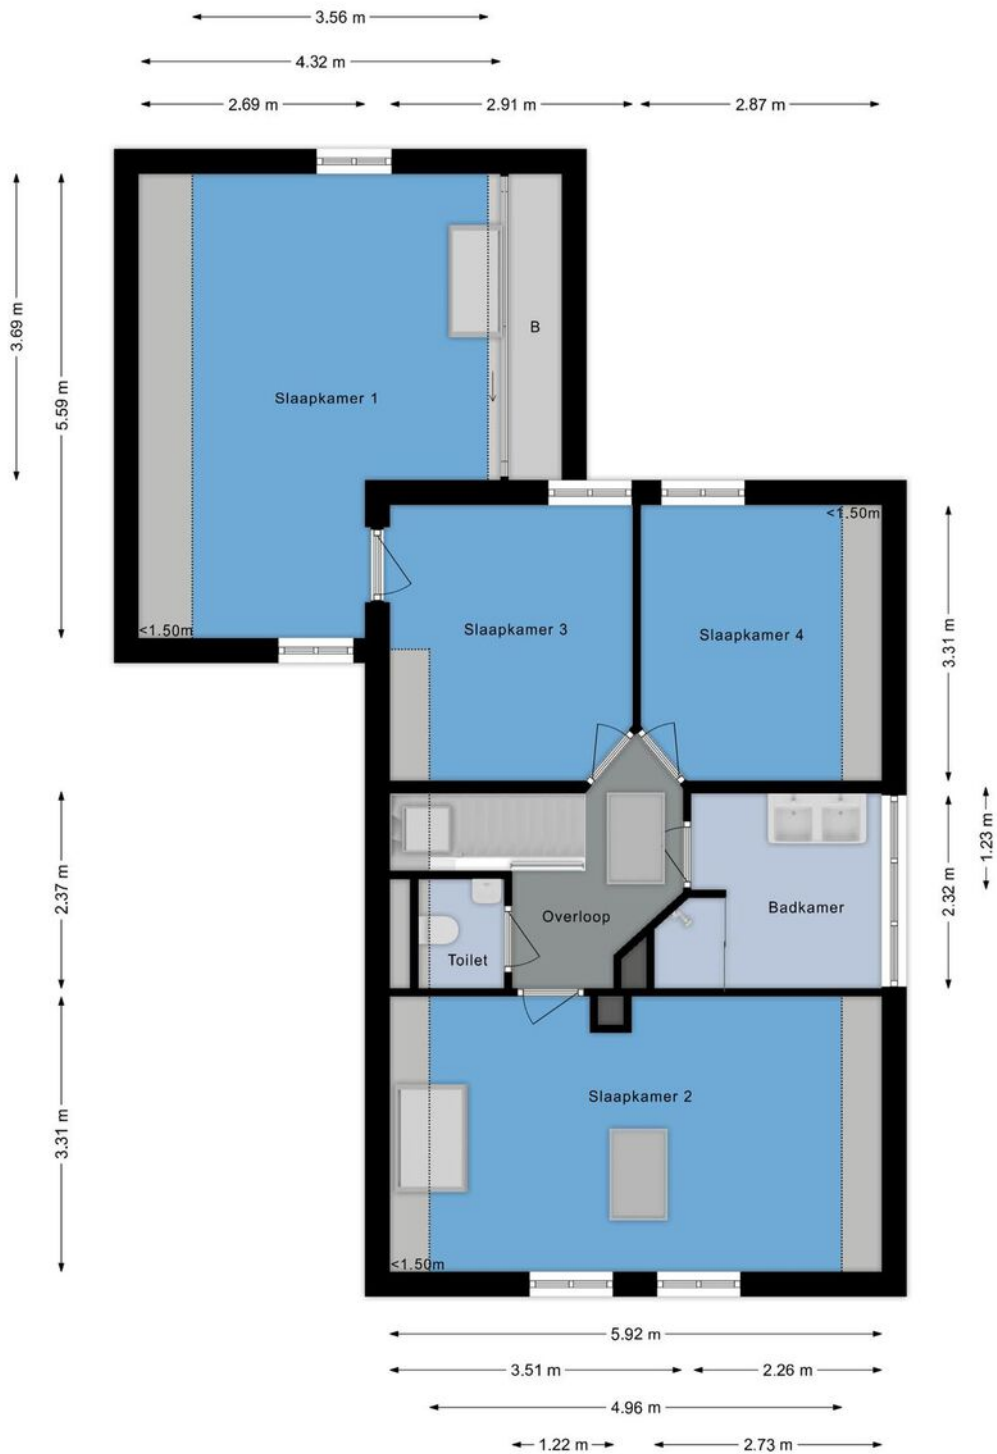 3.56 m
4.32 m
2.69 m
2.91 m
2.87 m
3.69 m
5.59 m
B
Slaapkamer 1
<1.50m
<1.50m
Slaapkamer 3
Slaapkamer 4
3.31 m
1.23 m
2.37 m
2.32 m
Overloop
Badkamer
Toilet
Slaapkamer 2
3.31 m
<1.50m
5.92 m
3.51 m
2.26 m
4.96 m
1.22 m
2.73 m